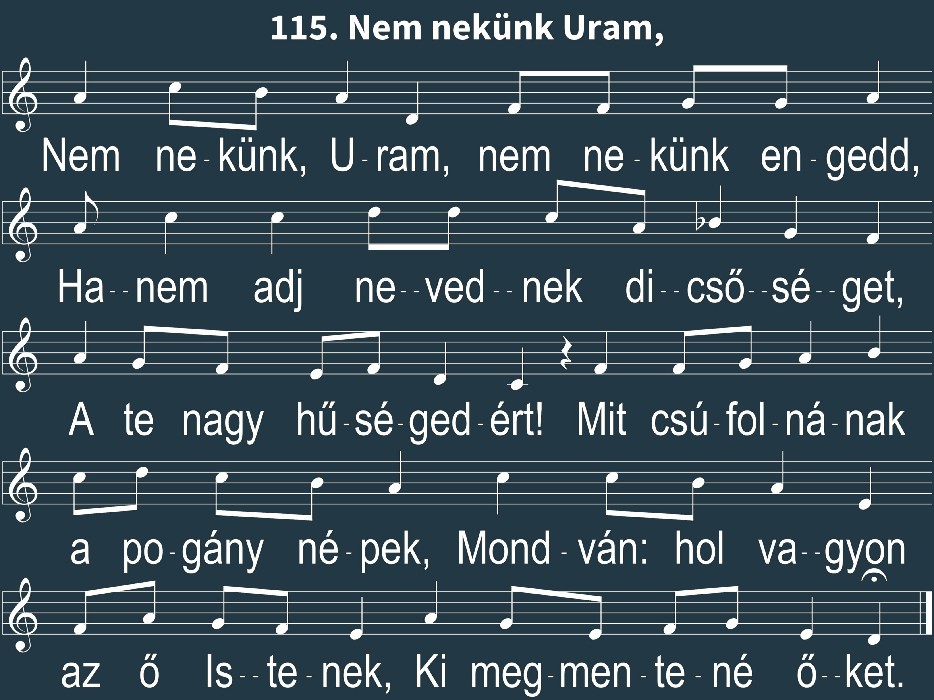 115. Nem nekünk Uram,
Nem ne - künk, U - ram, nem ne - künk en - gedd,
Ha - - nem adj ne - - ved - - nek di - - cső - - sé - - get,
A te nagy hű - sé - ged - ért! Mit csú - fol - ná - nak
a po - gány né - pek, Mond - ván: hol va - - gyon
az ő Is - - te - nek, Ki meg - men - te - né ő - - ket.